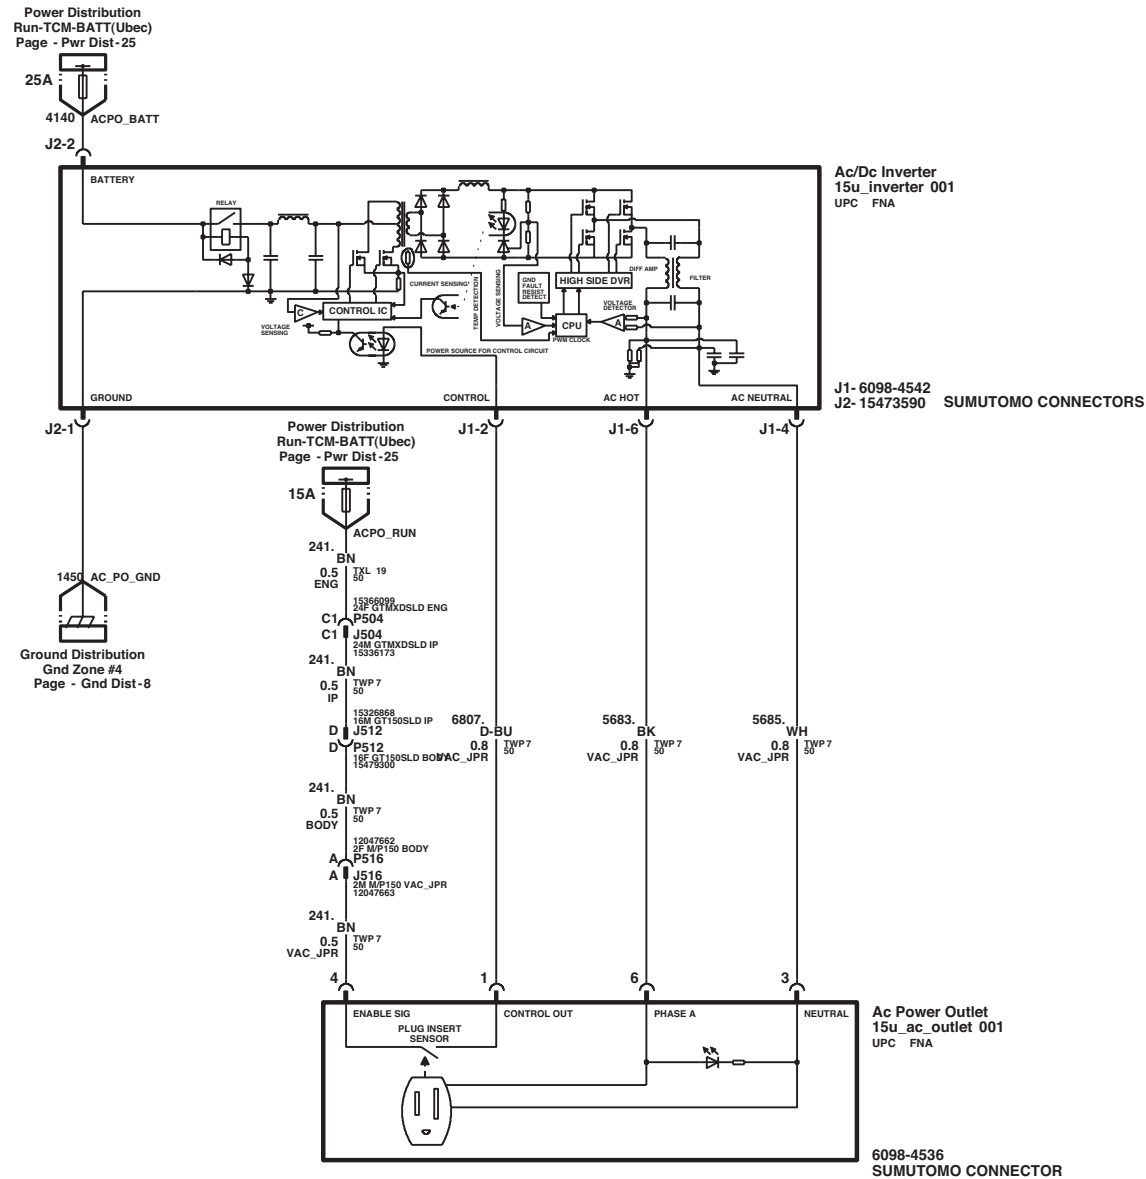 Power Distribution
Run-TCM-BATT(Ubec)
Page - Pwr Dist-25
25A
4140 ACPO_BATT
J2-2
BATTERY
Ac/Dc Inverter
15u_inverter 001
UPC FNA
RELAY
CURRENT SENSING
TEMP DETECTION
VOLTAGE SENSING
GND
FAULT
RESIST
DETECT
HIGH SIDE DVR
DIFF AMP
FILTER
VOLTAGE
DETECTOR
C
CONTROL IC
A
CPU
A
PWM CLOCK
VOLTAGE
SENSING
POWER SOURCE FOR CONTROL CIRCUIT
GROUND
CONTROL
AC HOT
AC NEUTRAL
J1- 6098-4542
J2- 15473590 SUMUTOMO CONNECTORS
J2-1
J1-2
J1-6
J1-4
Power Distribution
Run-TCM-BATT(Ubec)
Page - Pwr Dist-25
15A
ACPO_RUN
241.
BN
0.5 TXL 19
ENG 50
15366099
24F GTMXDSLD ENG
C1 P504
C1 J504
24M GTMXDSLD IP
15336173
241.
BN
0.5 TWP 7
IP 50
15326868
16M GT150SLD IP
D J512
D P512
16F GT150SLD BODY
15479300
241.
BN
0.5 TWP 7
BODY 50
12047662
2F M/P150 BODY
A P516
A J516
2M M/P150 VAC_JPR
12047663
241.
BN
0.5 TWP 7
VAC_JPR 50
1450 AC_PO_GND
Ground Distribution
Gnd Zone #4
Page - Gnd Dist-8
6807.
D-BU
0.8 TWP 7
VAC_JPR 50
5683.
BK
0.8 TWP 7
VAC_JPR 50
5685.
WH
0.8 TWP 7
VAC_JPR 50
4
1
6
3
ENABLE SIG
CONTROL OUT
PHASE A
NEUTRAL
PLUG INSERT
SENSOR
Ac Power Outlet
15u_ac_outlet 001
UPC FNA
6098-4536
SUMUTOMO CONNECTOR